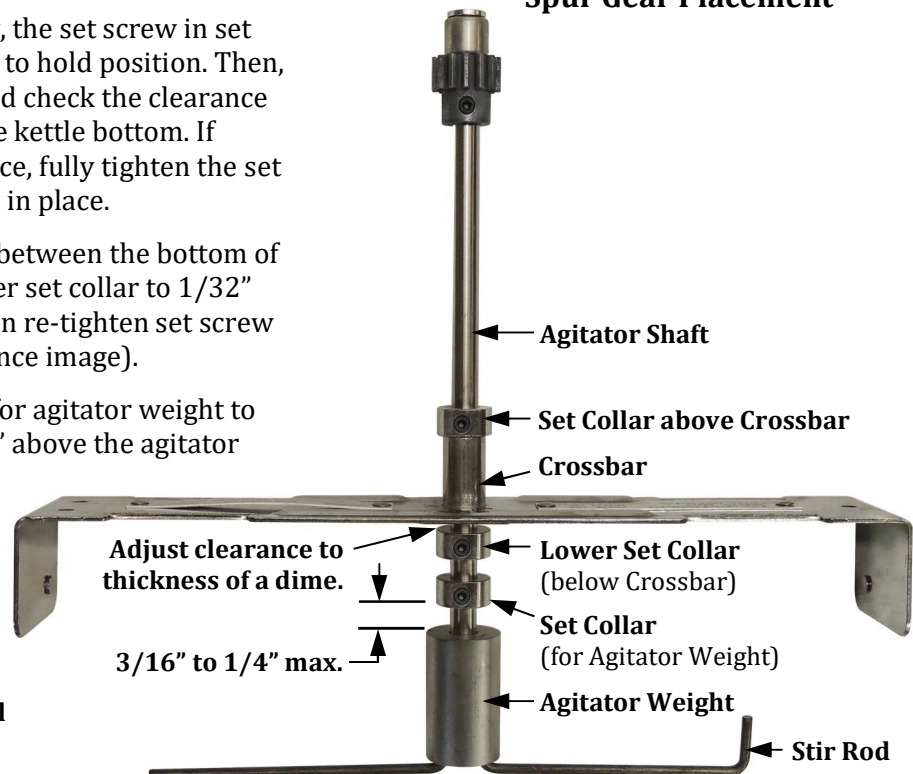 Spur Gear Placement
, the set screw in set
to hold position. Then,
d check the clearance
e kettle bottom. If
ce, fully tighten the set
in place.
between the bottom of
er set collar to 1/32”
n re-tighten set screw
nce image).
for agitator weight to
” above the agitator
Agitator Shaft
Set Collar above Crossbar
Crossbar
Adjust clearance to
thickness of a dime.
Lower Set Collar
(below Crossbar)
Set Collar
(for Agitator Weight)
3/16” to 1/4” max.
Agitator Weight
Stir Rod